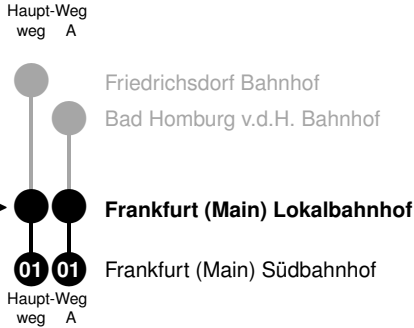 Haupt-Weg
weg A
Friedrichsdorf Bahnhof
Bad Homburg v.d.H. Bahnhof
Frankfurt (Main) Lokalbahnhof
01 01 Frankfurt (Main) Südbahnhof
Haupt-Weg
weg A